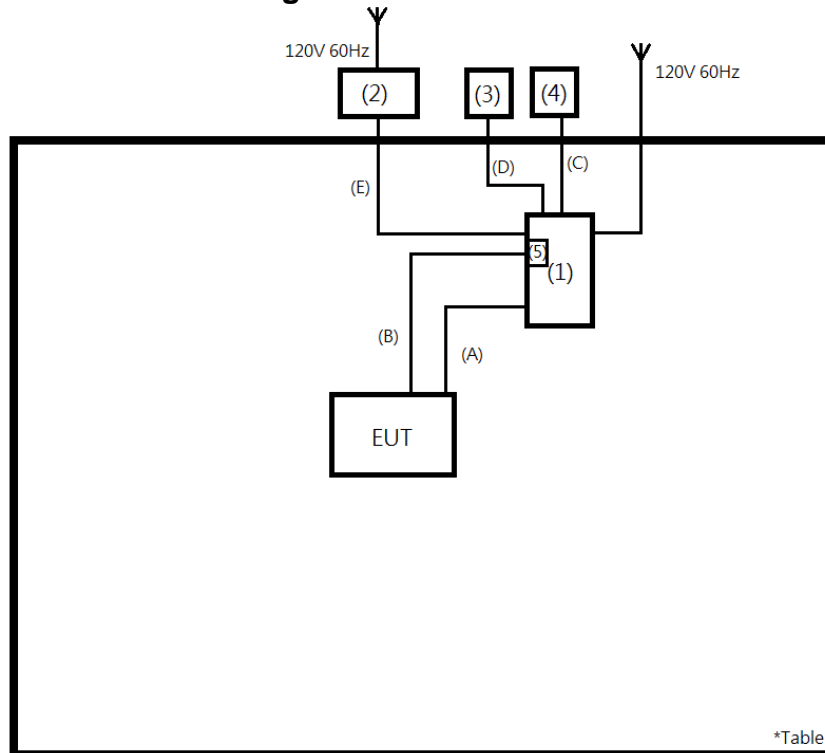 120V 60Hz
(2)
(3)
(4)
120V 60Hz
(D)
(C)
(E)
(5)
(1)
(B)
(A)
EUT
*Table